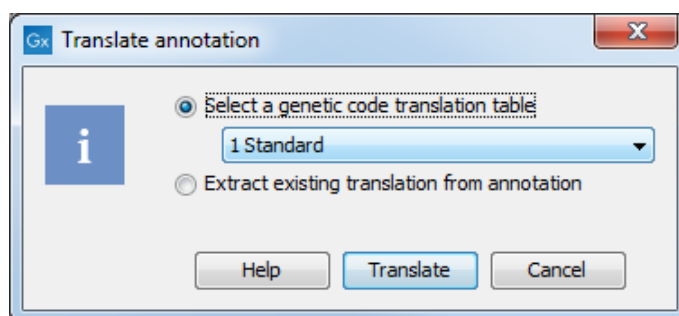 Gx Translate annotation
Select a genetic code translation table
i
1 Standard
Extract existing translation from annotation
Help Translate Cancel